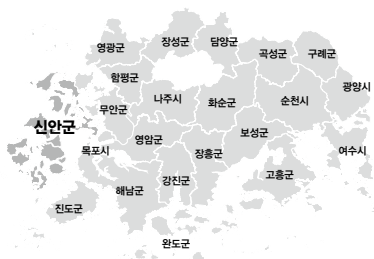 장성군
담양군
영광군
곡성군
구례군
함평군
광양시
나주시
화순군
순천시
무안군
신안군
보성군
영암군
목포시
여수시
장흥군
고흥군
강진군
해남군
진도군
완도군